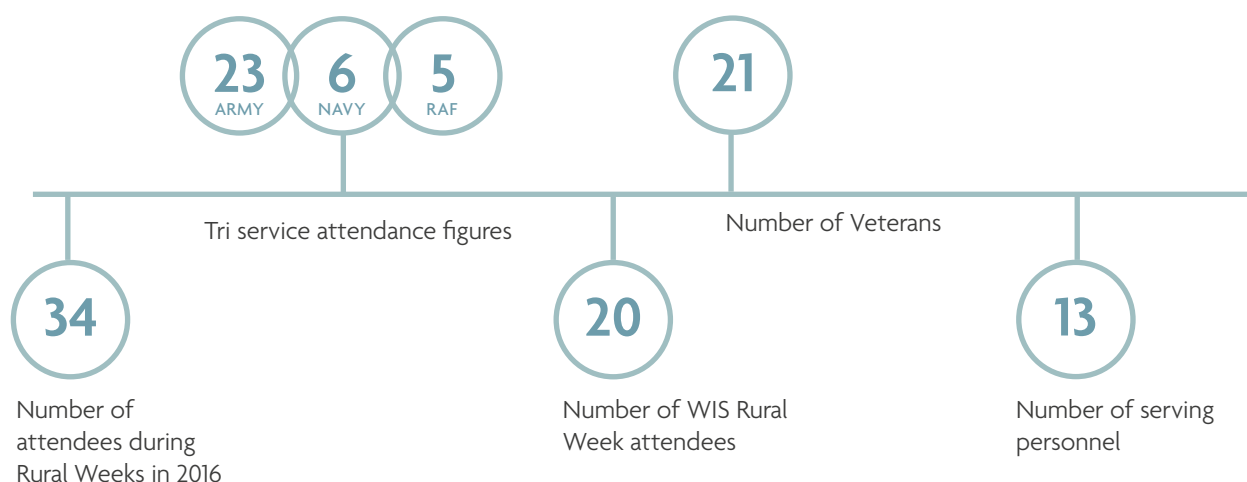 23 6 5
ARMY NAVY RAF
21
Tri service attendance figures
Number of Veterans
34
20
13
Number of
attendees during
Rural Weeks in 2016
Number of WIS Rural
Week attendees
Number of serving
personnel